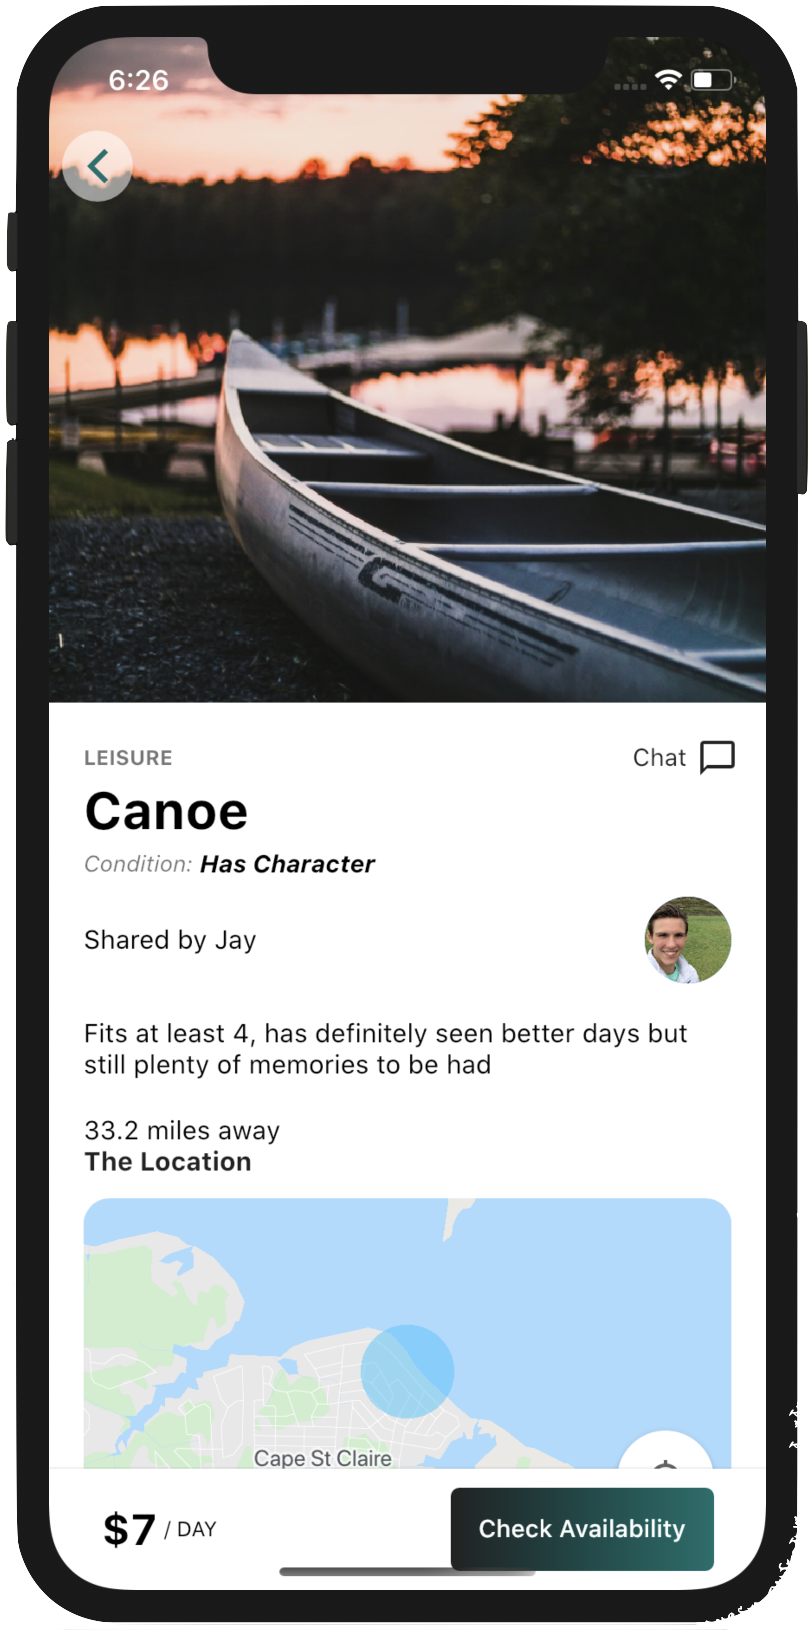 6:26
LEISURE
Chat
Canoe
Condition: Has Character
Shared by Jay
Fits at least 4, has definitely seen better days but
still plenty of memories to be had
33.2 miles away
The Location
Cape St Claire
$7 / DAY
Check Availability